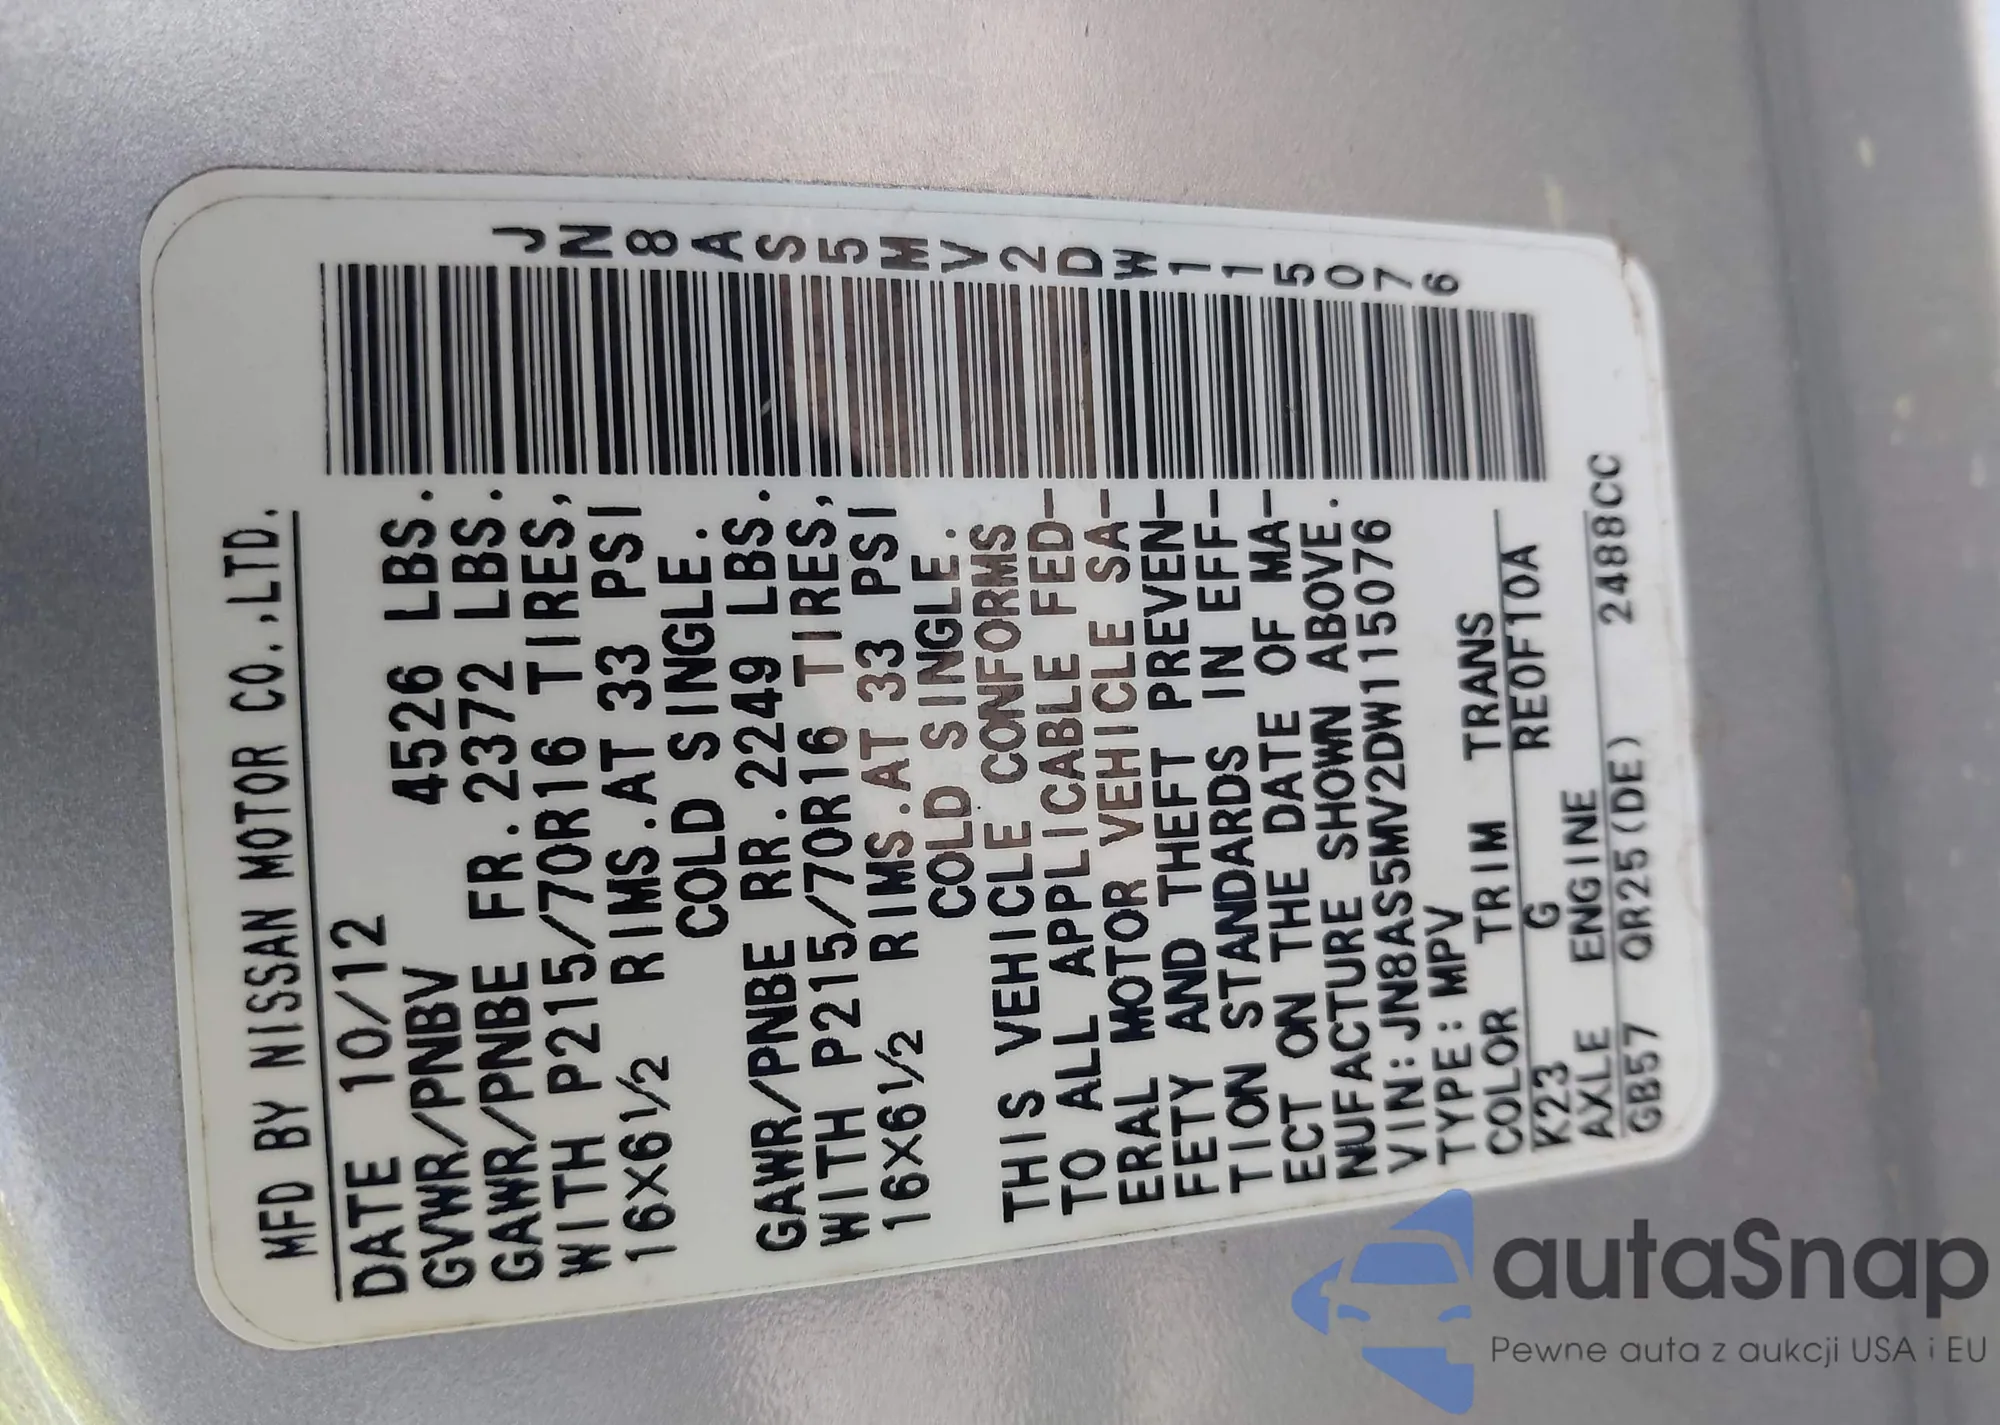 MFD BY NISSAN MOTOR CO.,LTD.
DATE 10/12
GVWR/PNBV 4526 LBS.
GAWR/PNBE FR.2372 LBS.
WITH P215/70R16 TIRES,
16X6 1/2 RIMS.AT 33 PSI
COLD SINGLE.
GAWR/PNBE RR.2249 LBS.
WITH P215/70R16 TIRES,
16X6 1/2 RIMS.AT 33 PSI
COLD SINGLE.
THIS VEHICLE CONFORMS
TO ALL APPLICABLE FED-
ERAL MOTOR VEHICLE SA-
FETY AND THEFT PREVEN-
TION STANDARDS IN EFF-
ECT ON THE DATE OF MA-
NUFACTURE SHOWN ABOVE.
VIN:JN8AS5MV2DW115076
TYPE:MPV
COLOR TRIM TRANS
K23 G RE0F10A
AXLE ENGINE
GB57 QR25(DE) 2488CC
JN8AS5MV2DW115076
autaSnap
Pewne auta z aukcji USA i EU